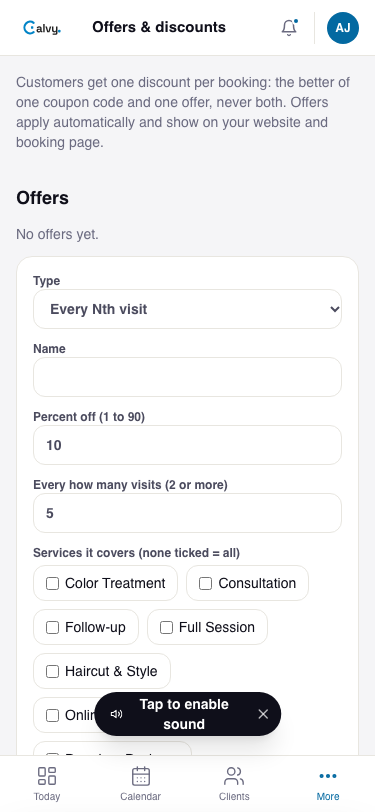 Calvy.
Offers & discounts
AJ
Customers get one discount per booking: the better of
one coupon code and one offer, never both. Offers
apply automatically and show on your website and
booking page.
Offers
No offers yet.
Type
Every Nth visit
Name
Percent off (1 to 90)
10
Every how many visits (2 or more)
5
Services it covers (none ticked = all)
Color Treatment
Consultation
Follow-up
Full Session
Haircut & Style
Tap to enable
sound
Today
Calendar
Clients
More